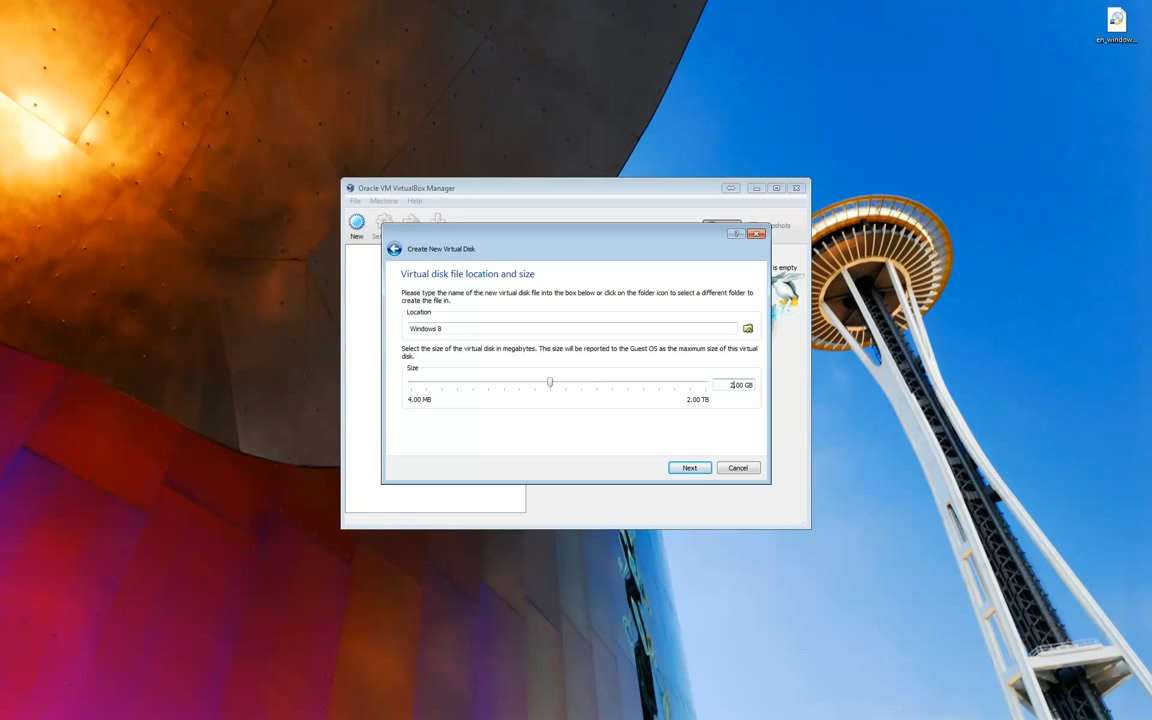 en_window...
Oracle VM VirtualBox Manager
File Machine Help
New
is empty
Create New Virtual Disk
Virtual disk file location and size
Please type the name of the new virtual disk file into the box below or click on the folder icon to select a different folder to
create the file in.
Location
Windows 8
Select the size of the virtual disk in megabytes. This size will be reported to the Guest OS as the maximum size of this virtual
disk.
Size
2.00 GB
4.00 MB
2.00 TB
Next
Cancel